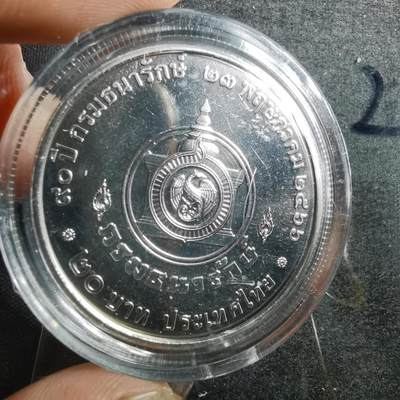 ๙๐ ปี กรมธนารักษ์ ๒๓ พฤษภาคม ๒๕๖๖
กรมธนารักษ์
๒๐ บาท ประเทศไทย
2